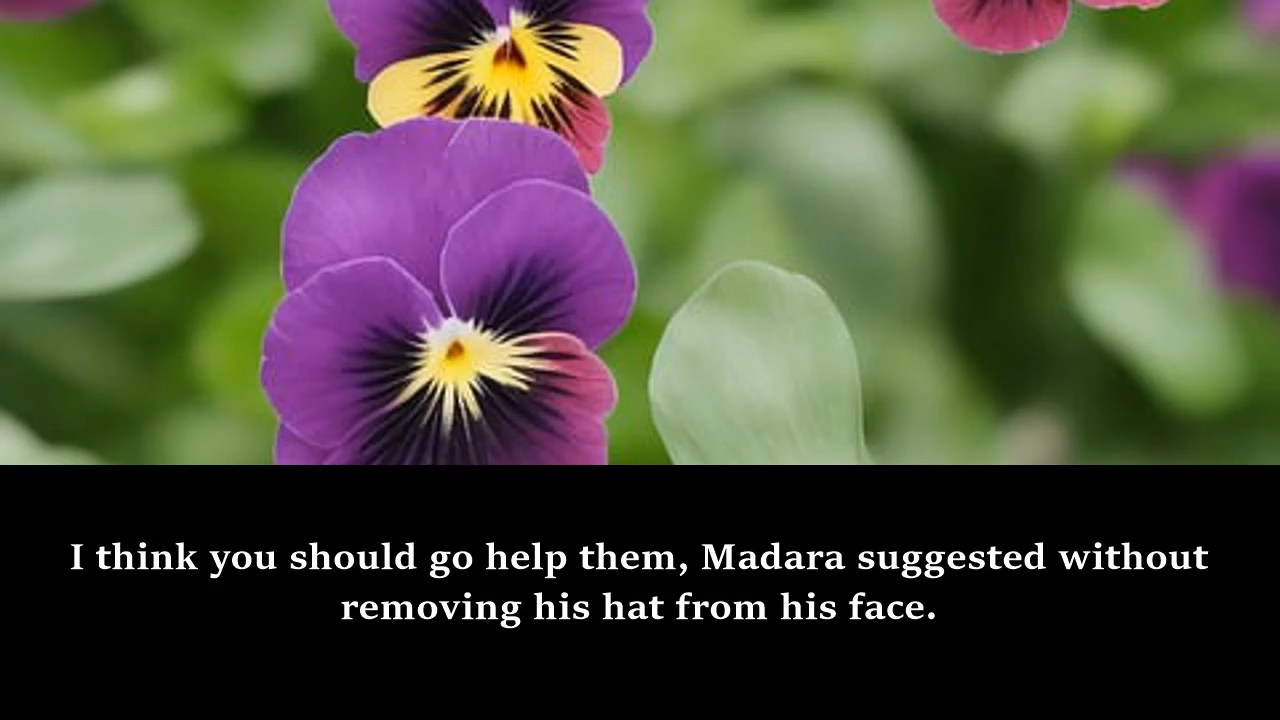 I think you should go help them, Madara suggested without
removing his hat from his face.